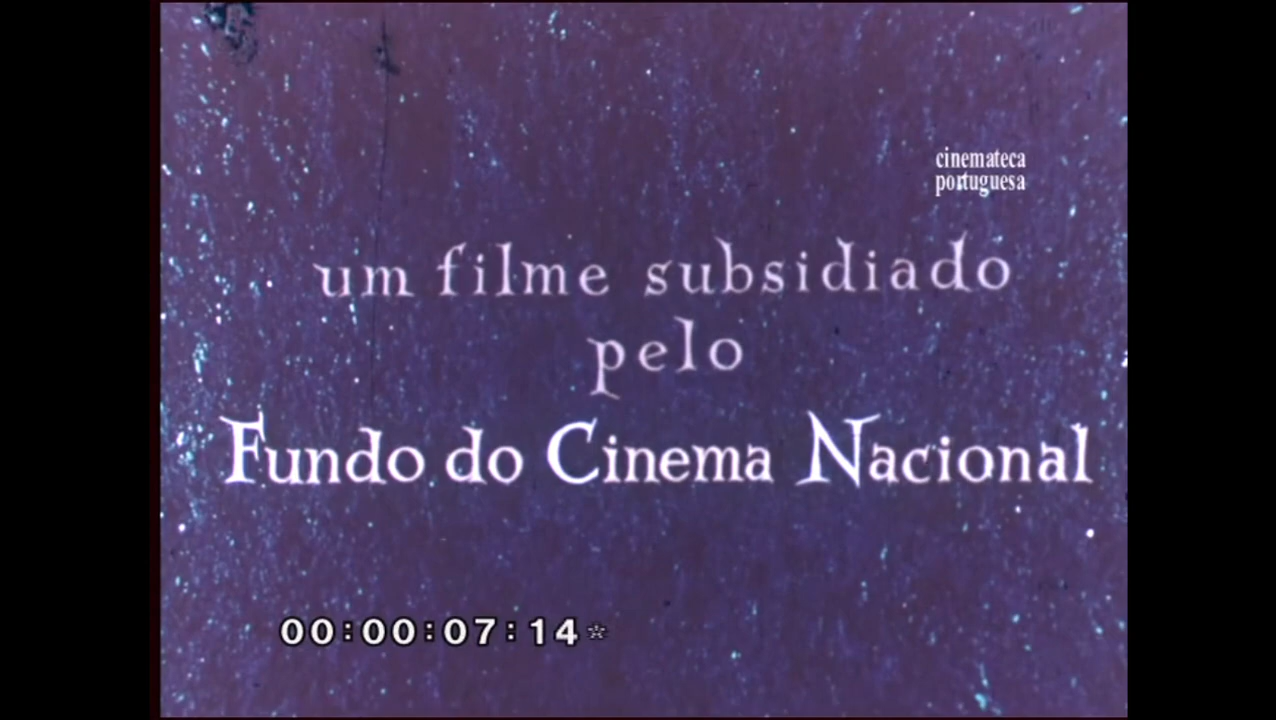 cinemateca
portuguesa
um filme subsidiado
pelo
Fundo do Cinema Nacional
00:00:07:14*